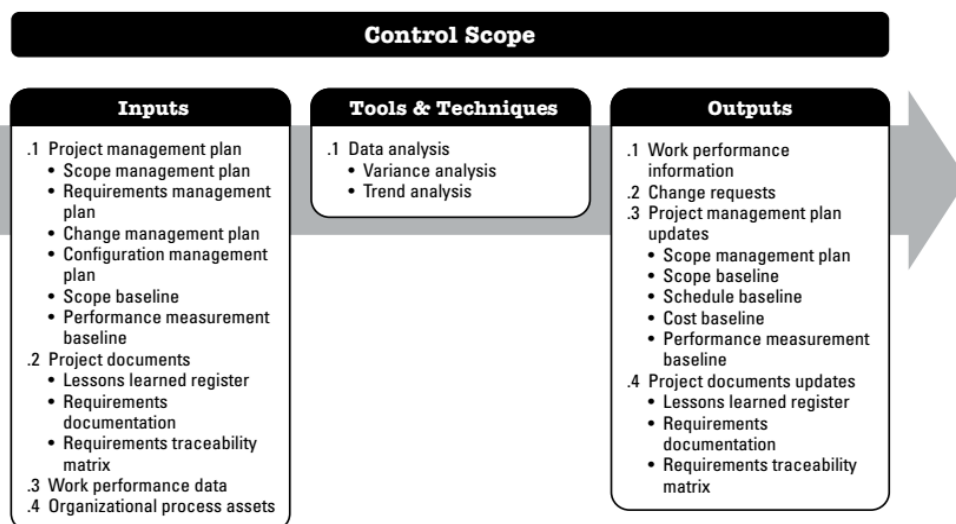 Control Scope
Inputs
.1 Project management plan
• Scope management plan
• Requirements management
plan
• Change management plan
• Configuration management
plan
• Scope baseline
• Performance measurement
baseline
.2 Project documents
• Lessons learned register
• Requirements
documentation
• Requirements traceability
matrix
.3 Work performance data
.4 Organizational process assets
Tools & Techniques
.1 Data analysis
• Variance analysis
• Trend analysis
Outputs
.1 Work performance
information
.2 Change requests
.3 Project management plan
updates
• Scope management plan
• Scope baseline
• Schedule baseline
• Cost baseline
• Performance measurement
baseline
.4 Project documents updates
• Lessons learned register
• Requirements
documentation
• Requirements traceability
matrix